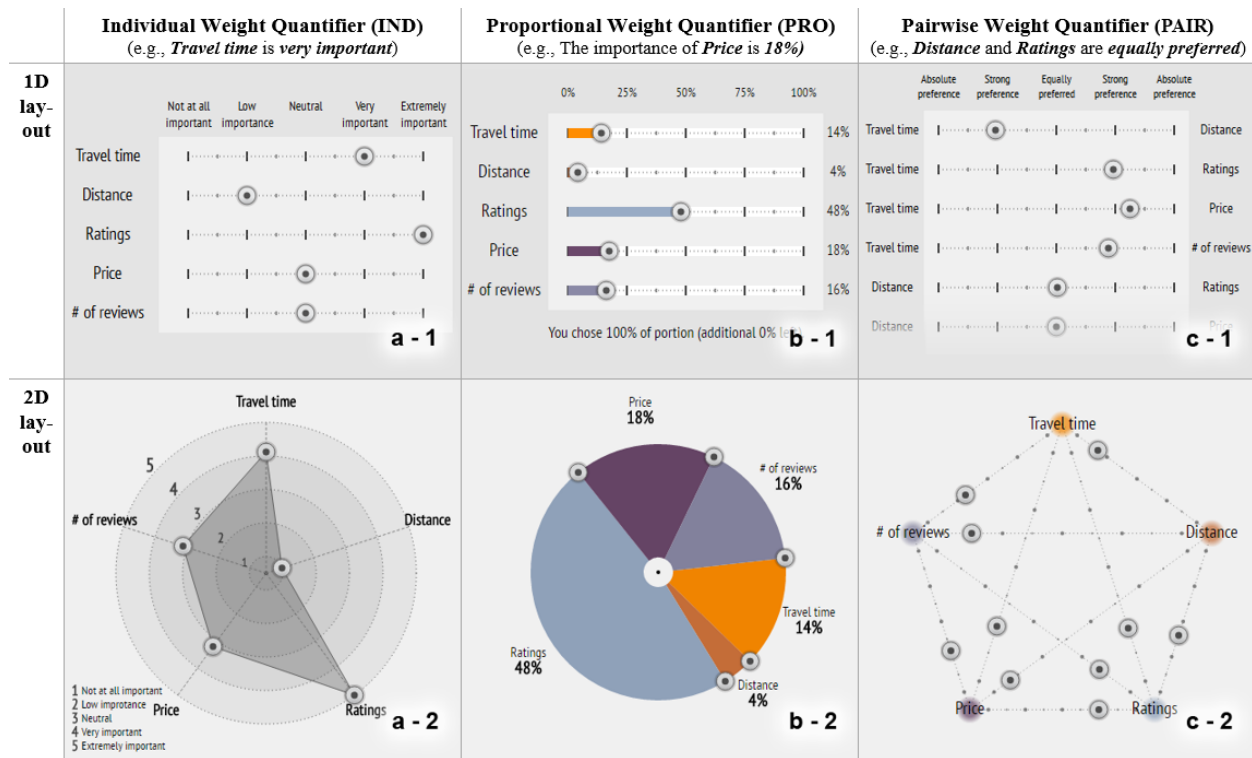 Individual Weight Quantifier (IND)
(e.g., Travel time is very important)
Proportional Weight Quantifier (PRO)
(e.g., The importance of Price is 18%)
Pairwise Weight Quantifier (PAIR)
(e.g., Distance and Ratings are equally preferred)
1D
lay-
out
Not at all
important
Low
importance
Neutral
Very
important
Extremely
important
Travel time
Distance
Ratings
Price
# of reviews
a - 1
0% 25% 50% 75% 100%
Travel time 14%
Distance 4%
Ratings 48%
Price 18%
# of reviews 16%
You chose 100% of portion (additional 0% left)
b - 1
Absolute
preference
Strong
preference
Equally
preferred
Strong
preference
Absolute
preference
Travel time Distance
Travel time Ratings
Travel time Price
Travel time # of reviews
Distance Ratings
Distance Price
c - 1
2D
lay-
out
Travel time
Distance
Ratings
Price
# of reviews
5
4
3
2
1
1 Not at all important
2 Low improtance
3 Neutral
4 Very important
5 Extremely important
a - 2
Price
18%
# of reviews
16%
Travel time
14%
Distance
4%
Ratings
48%
b - 2
Travel time
# of reviews
Distance
Price
Ratings
c - 2